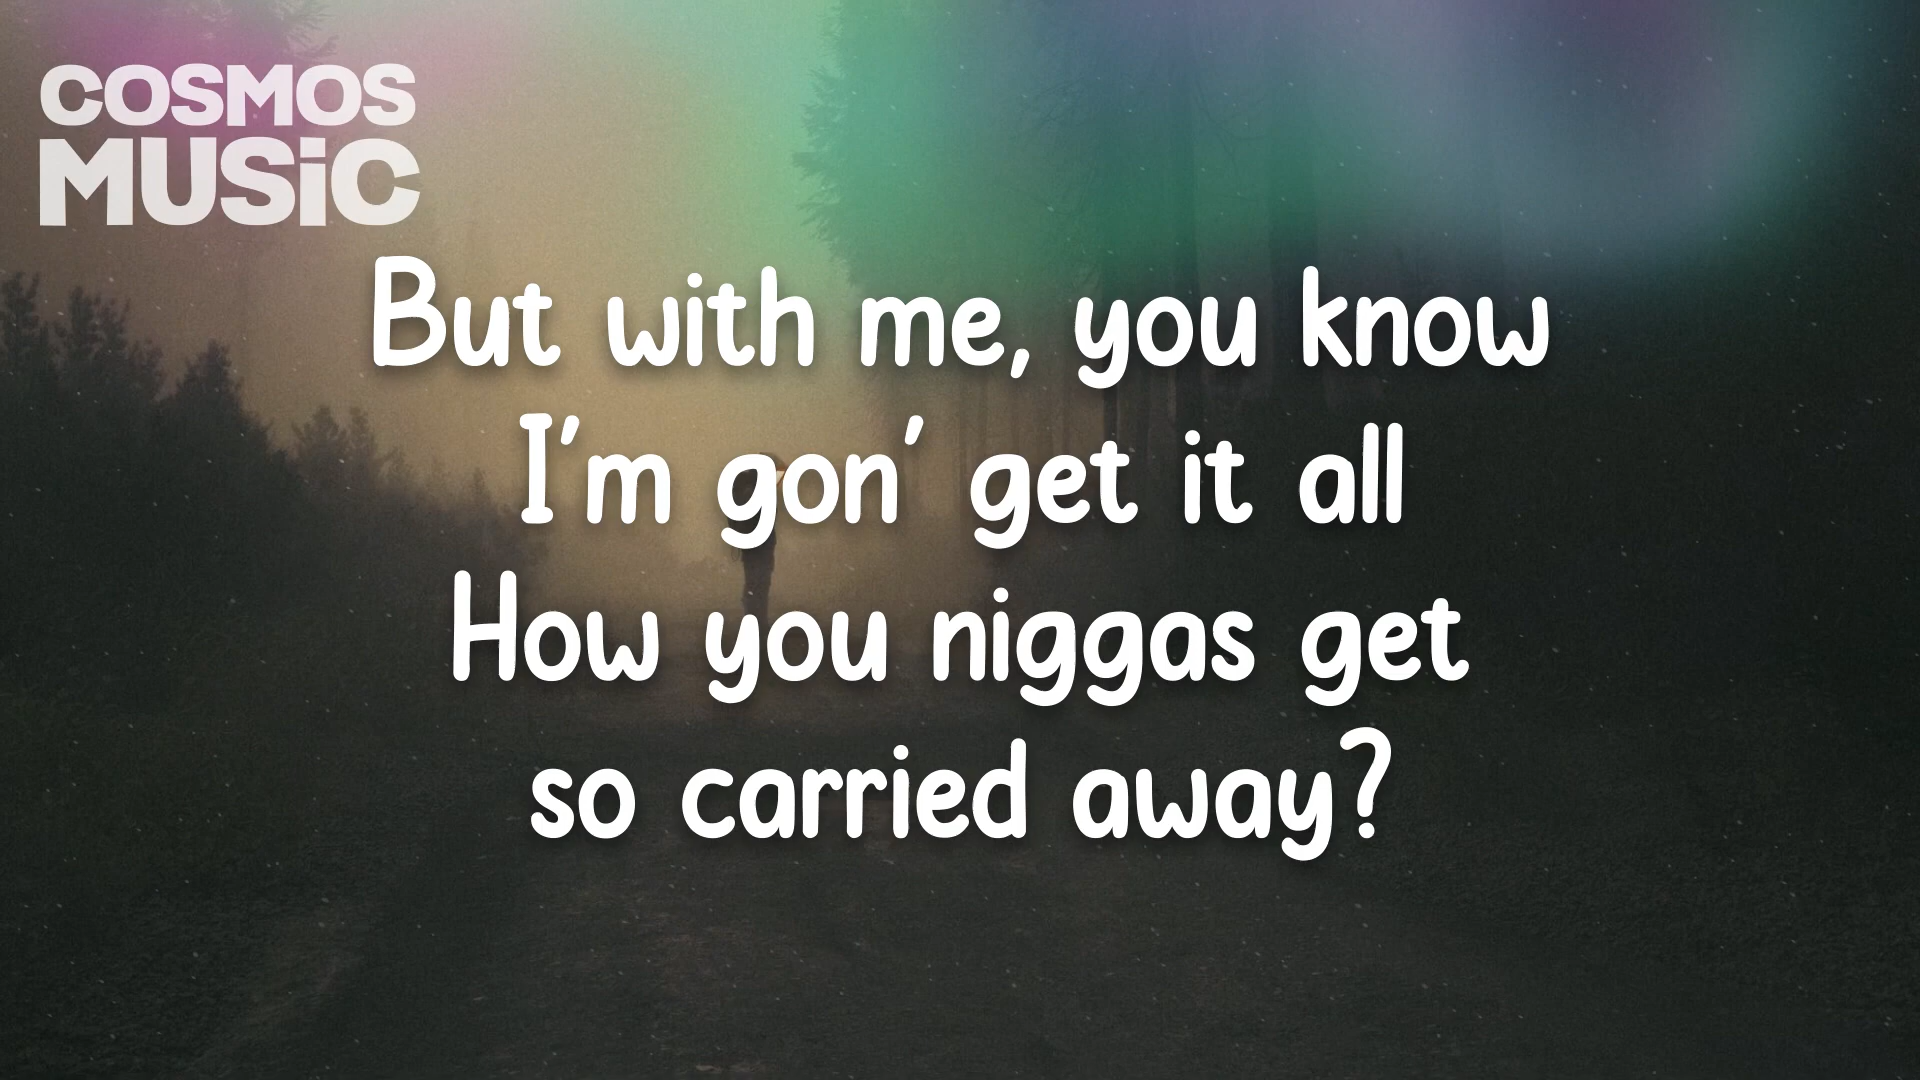 COSMOS
MUSiC
But with me, you know
I'm gon' get it all
How you niggas get
so carried away?